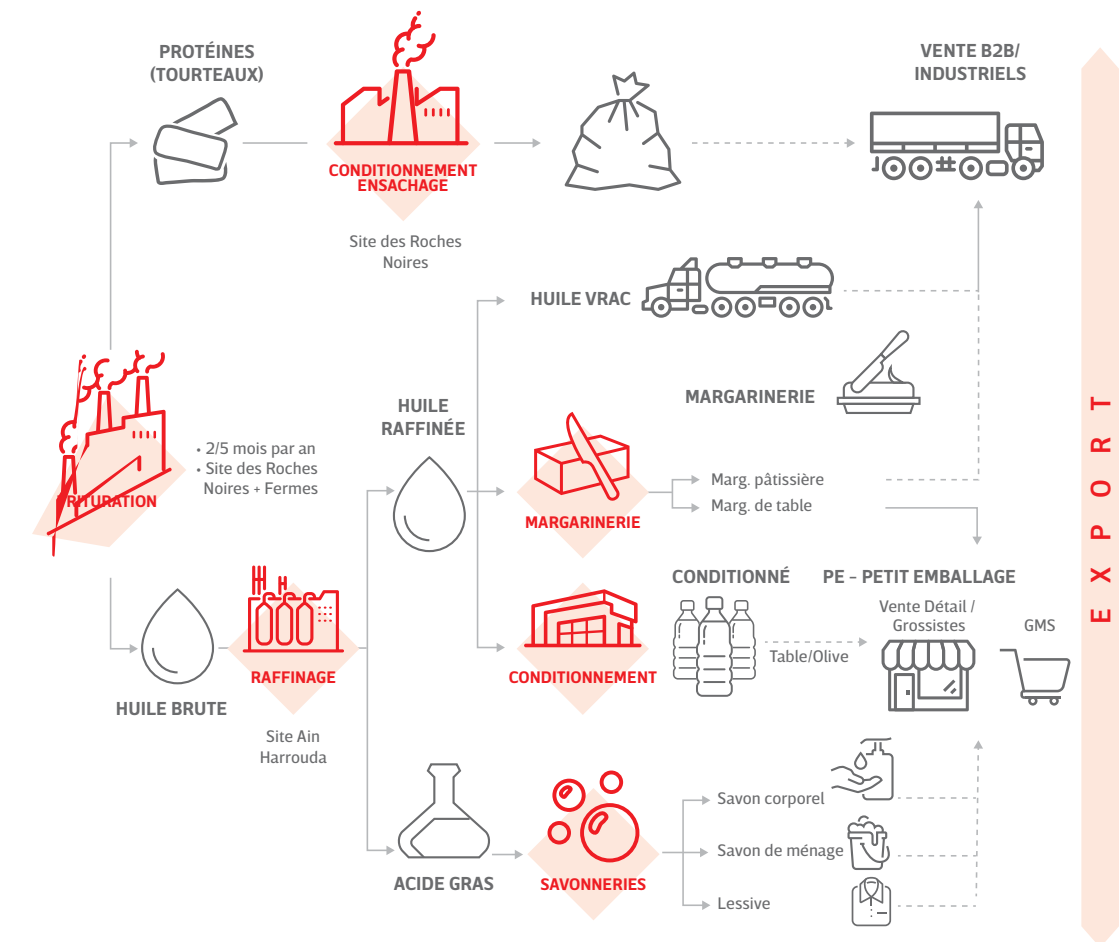 PROTÉINES
(TOURTEAUX)
VENTE B2B/
INDUSTRIELS
CONDITIONNEMENT
ENSACHAGE
Site des Roches
Noires
HUILE VRAC
MARGARINERIE
HUILE
RAFFINÉE
• 2/5 mois par an
• Site des Roches
Noires + Fermes
TRITURATION
MARGARINERIE
Marg. pâtissière
Marg. de table
CONDITIONNÉ
PE – PETIT EMBALLAGE
Vente Détail /
Grossistes
GMS
Table/Olive
CONDITIONNEMENT
RAFFINAGE
HUILE BRUTE
Site Ain
Harrouda
Savon corporel
Savon de ménage
Lessive
ACIDE GRAS
SAVONNERIES
EXPORT